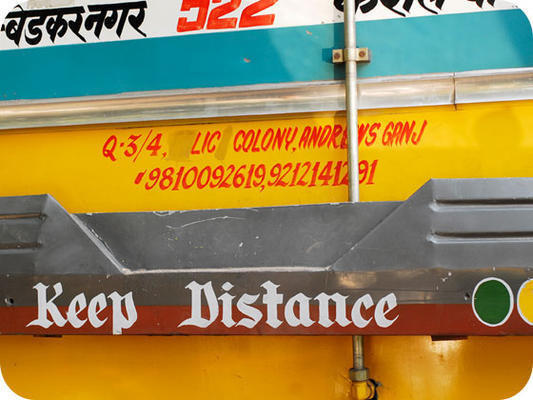 बेडकरनगर 522
Q-3/4, LIC COLONY, ANDREWS GANJ
9810092619, 9212141291
Keep Distance